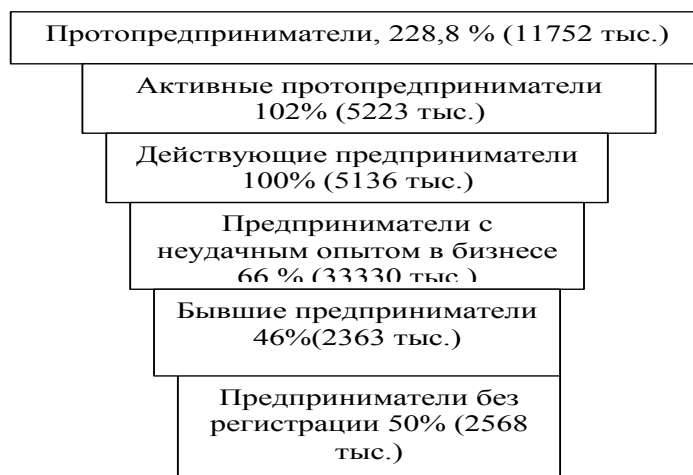 Протопредприниматели, 228,8 % (11752 тыс.)
Активные протопредприниматели
102% (5223 тыс.)
Действующие предприниматели
100% (5136 тыс.)
Предприниматели с
неудачным опытом в бизнесе
66 % (33330 тыс.)
Бывшие предприниматели
46%(2363 тыс.)
Предприниматели без
регистрации 50% (2568
тыс.)